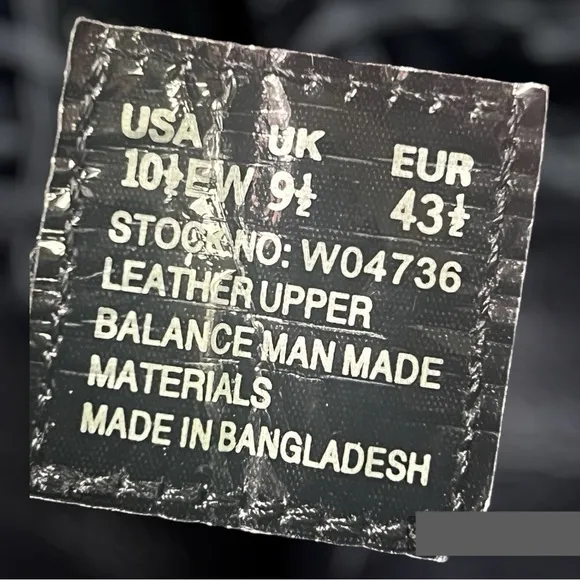 USA UK EUR
10½EW 9½ 43½
STOCK NO: W04736
LEATHER UPPER
BALANCE MAN MADE
MATERIALS
MADE IN BANGLADESH